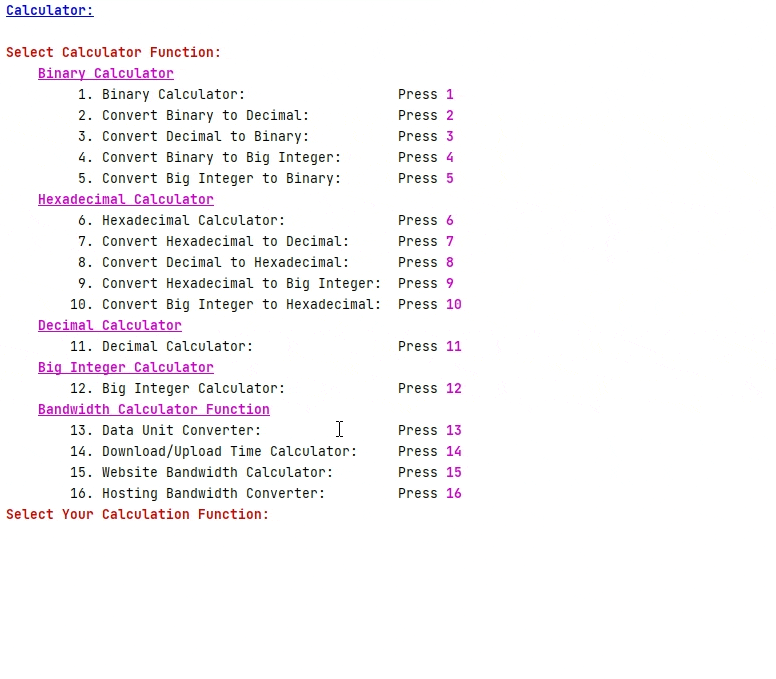 Calculator:
Select Calculator Function:
Binary Calculator
1. Binary Calculator: Press 1
2. Convert Binary to Decimal: Press 2
3. Convert Decimal to Binary: Press 3
4. Convert Binary to Big Integer: Press 4
5. Convert Big Integer to Binary: Press 5
Hexadecimal Calculator
6. Hexadecimal Calculator: Press 6
7. Convert Hexadecimal to Decimal: Press 7
8. Convert Decimal to Hexadecimal: Press 8
9. Convert Hexadecimal to Big Integer: Press 9
10. Convert Big Integer to Hexadecimal: Press 10
Decimal Calculator
11. Decimal Calculator: Press 11
Big Integer Calculator
12. Big Integer Calculator: Press 12
Bandwidth Calculator Function
13. Data Unit Converter: Press 13
14. Download/Upload Time Calculator: Press 14
15. Website Bandwidth Calculator: Press 15
16. Hosting Bandwidth Converter: Press 16
Select Your Calculation Function: